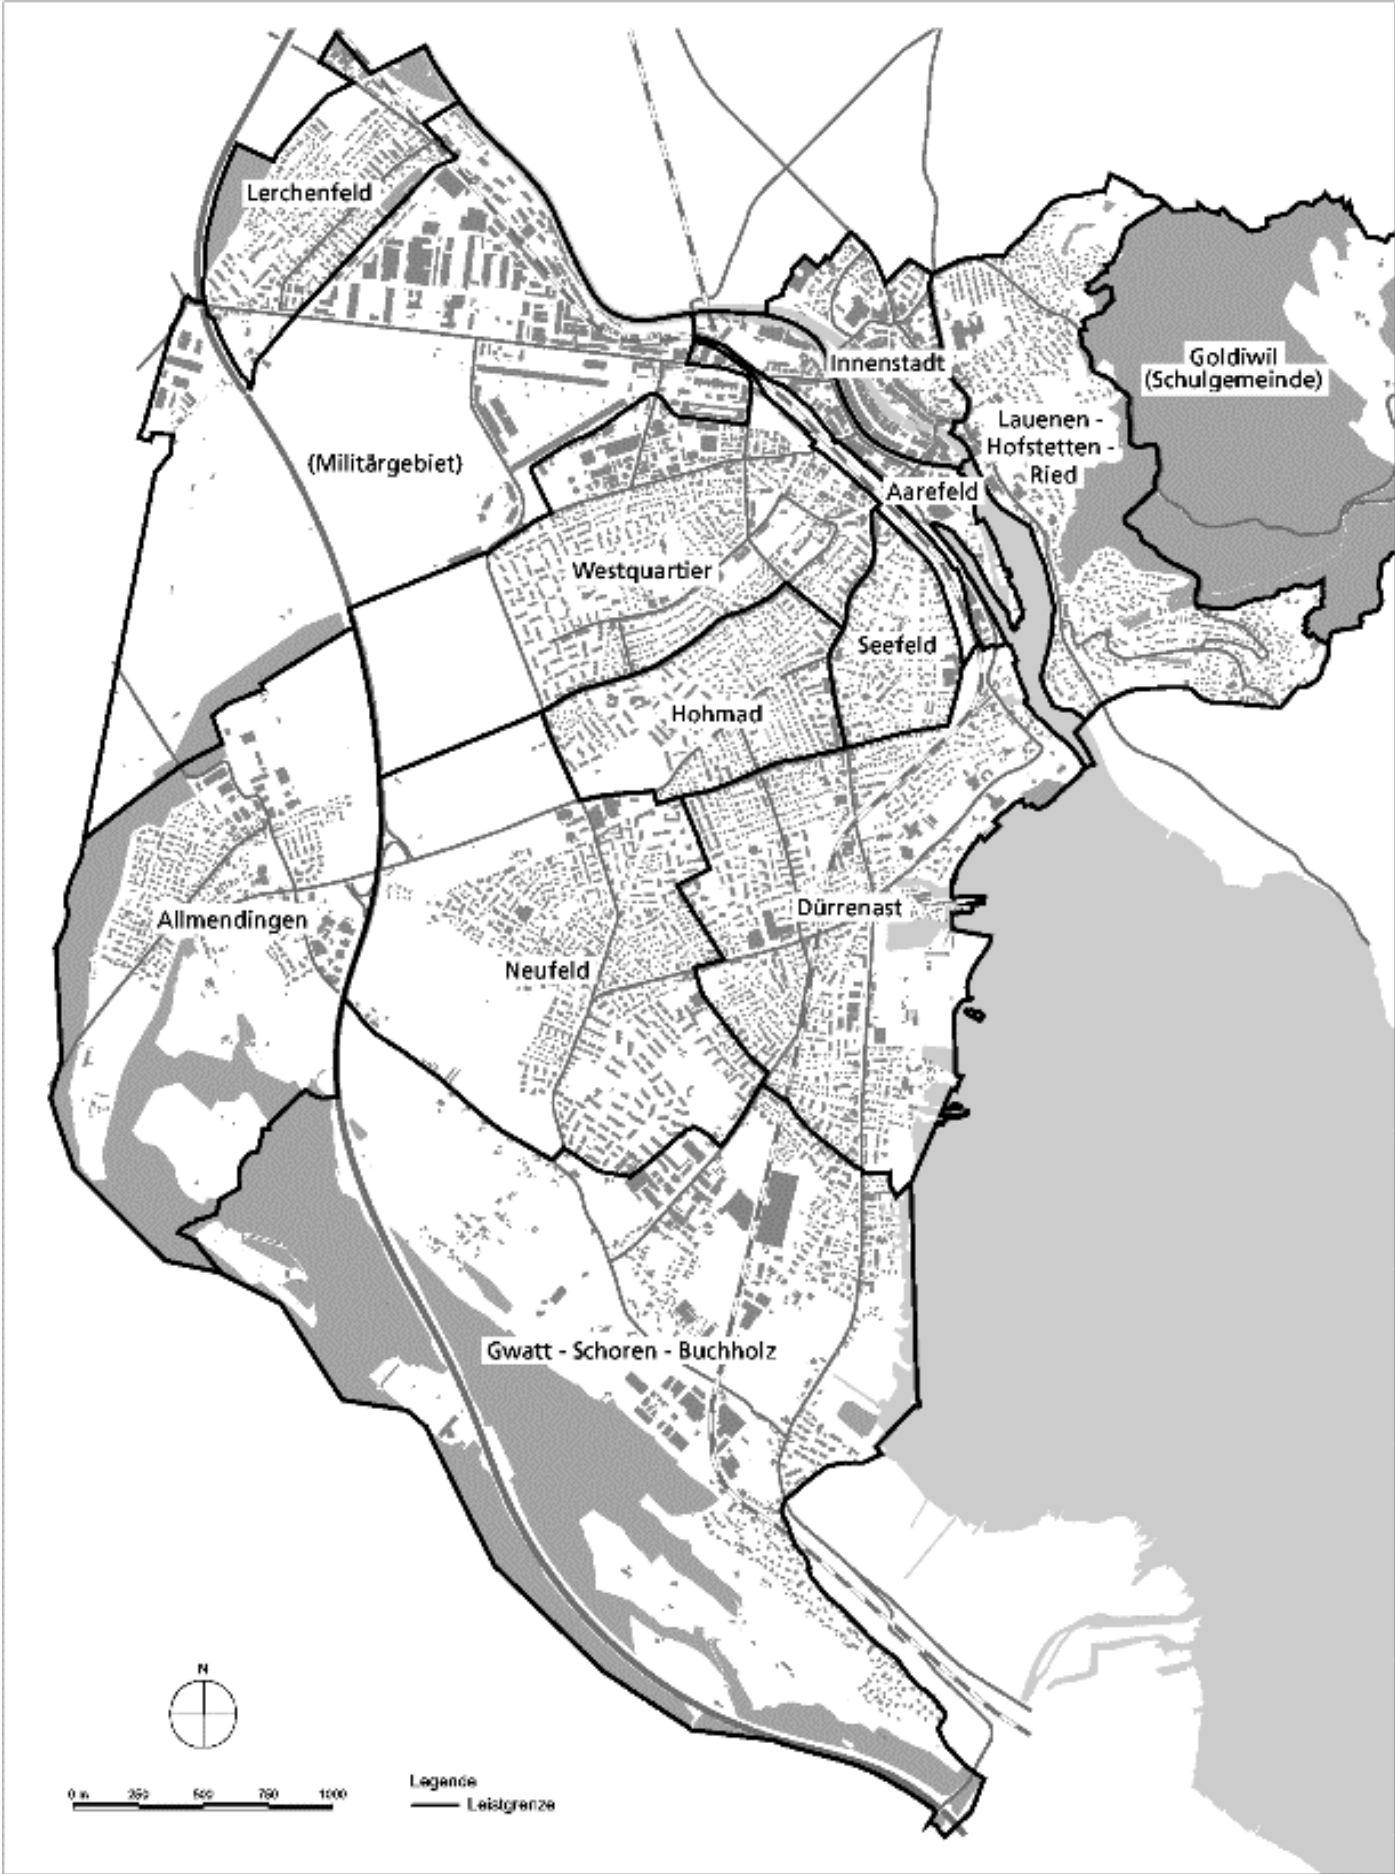 Lerchenfeld
Innenstadt
Goldiwil
(Schulgemeinde)
Lauenen -
Hofstetten -
Ried
(Militärgebiet)
Aarefeld
Westquartier
Seefeld
Hohmad
Dürrenast
Allmendingen
Neufeld
Gwatt - Schoren - Buchholz
N
0 m 250 500 750 1000
Legende
Leistgrenze